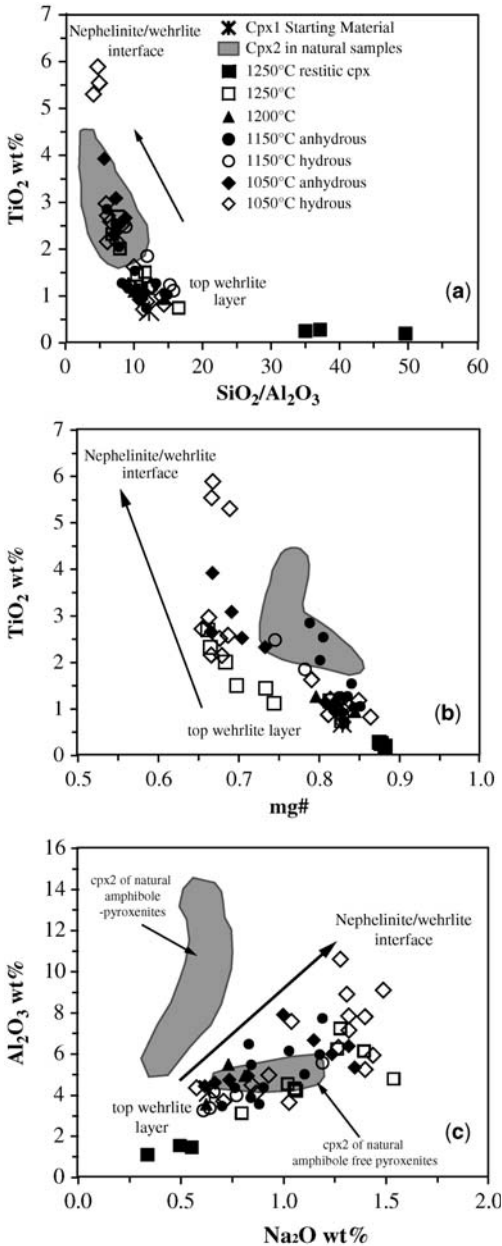 7
6
5
4
3
2
1
0
TiO2 wt%
Nephelinite/wehrlite
interface
Cpx1 Starting Material
Cpx2 in natural samples
1250°C restitic cpx
1250°C
1200°C
1150°C anhydrous
1150°C hydrous
1050°C anhydrous
1050°C hydrous
top wehrlite
layer
(a)
0 10 20 30 40 50 60
SiO2/Al2O3
7
6
5
4
3
2
1
0
TiO2 wt%
Nephelinite/wehrlite
interface
top wehrlite layer
(b)
0.5 0.6 0.7 0.8 0.9 1.0
mg#
16
14
12
10
8
6
4
2
0
Al2O3 wt%
cpx2 of natural
amphibole
-pyroxenites
Nephelinite/wehrlite
interface
top wehrlite
layer
cpx2 of natural
amphibole free pyroxenites
(c)
0.0 0.5 1.0 1.5 2.0
Na2O wt%